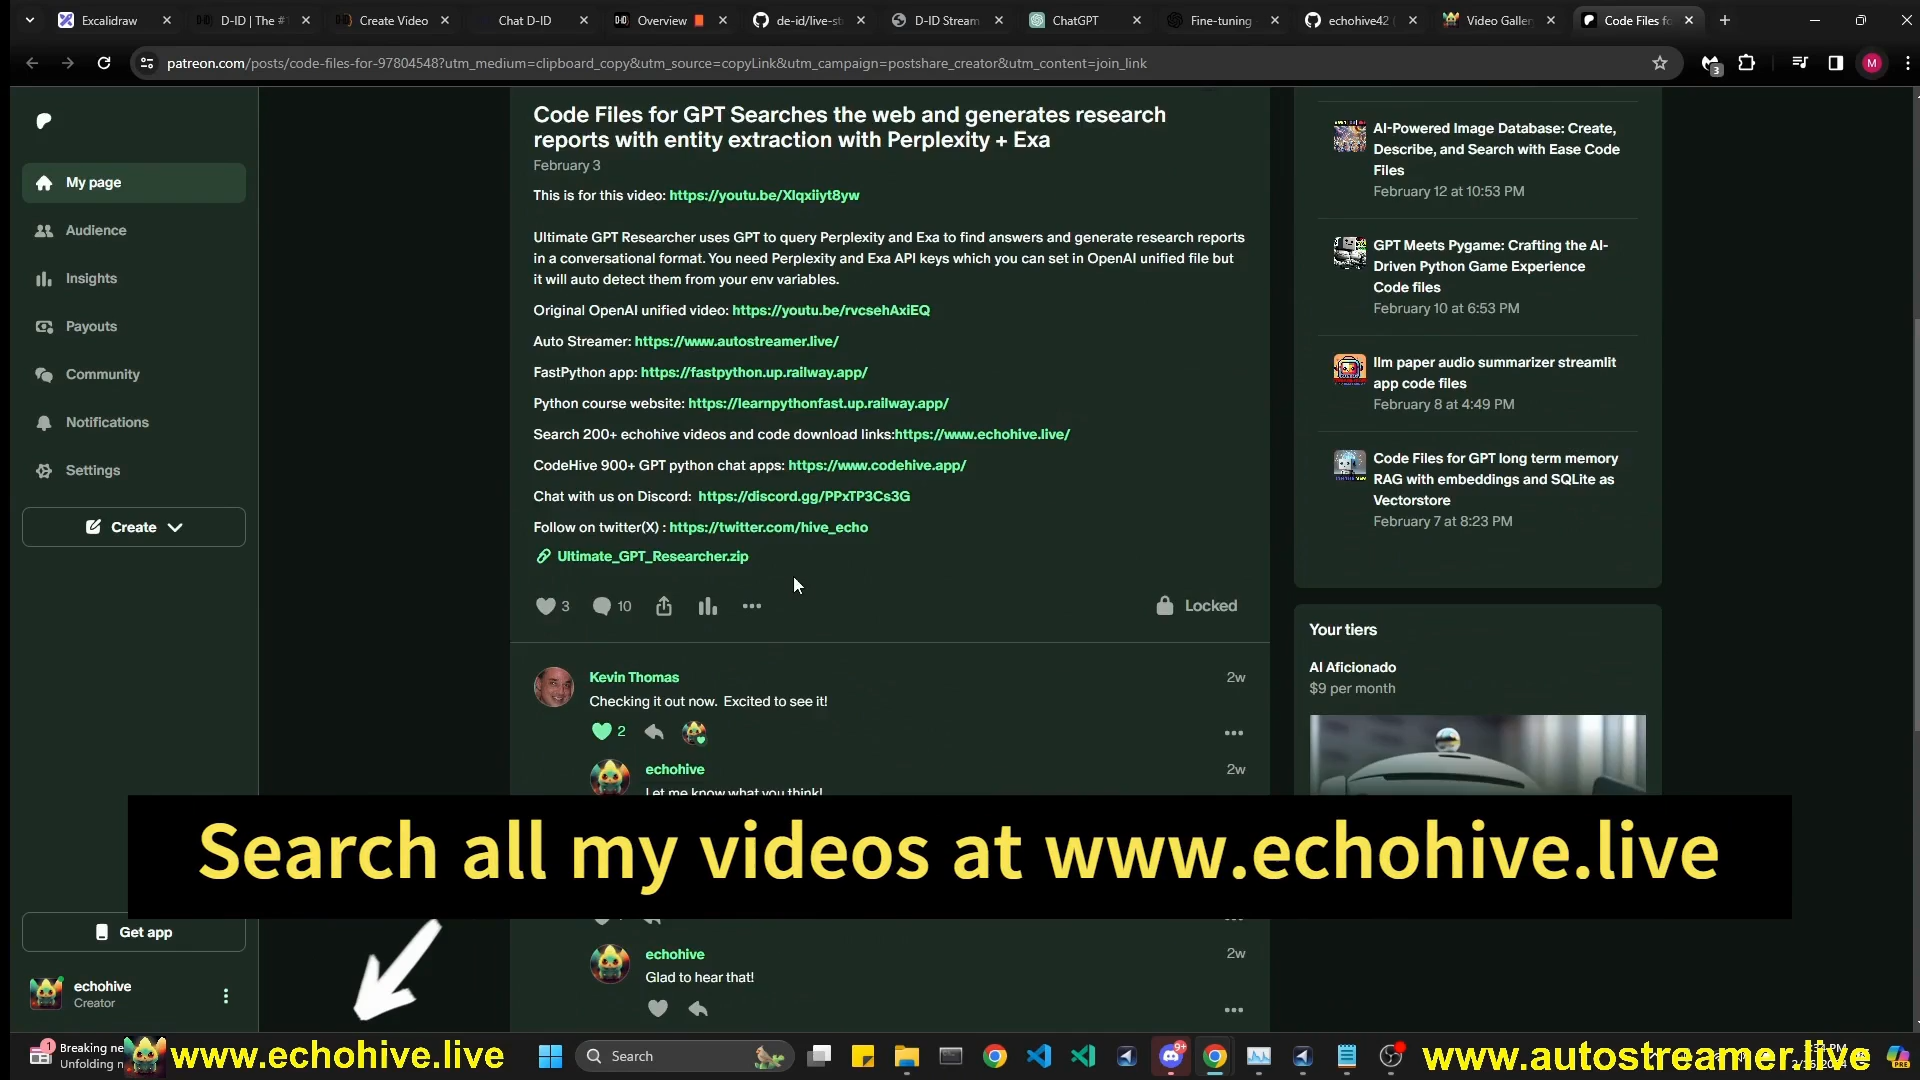 Excalidraw
D-ID | The #1
Create Video
Chat D-ID
Overview
de-id/live-st
D-ID Stream
ChatGPT
Fine-tuning
echohive42 (
Video Galler
Code Files fo
patreon.com/posts/code-files-for-97804548?utm_medium=clipboard_copy&utm_source=copyLink&utm_campaign=postshare_creator&utm_content=join_link
3
M
My page
Audience
Insights
Payouts
Community
Notifications
Settings
Create
Get app
echohive
Creator
Code Files for GPT Searches the web and generates research
reports with entity extraction with Perplexity + Exa
February 3
This is for this video: https://youtu.be/XIqxiiyt8yw
Ultimate GPT Researcher uses GPT to query Perplexity and Exa to find answers and generate research reports
in a conversational format. You need Perplexity and Exa API keys which you can set in OpenAI unified file but
it will auto detect them from your env variables.
Original OpenAI unified video: https://youtu.be/rvcsehAxiEQ
Auto Streamer: https://www.autostreamer.live/
FastPython app: https://fastpython.up.railway.app/
Python course website: https://learnpythonfast.up.railway.app/
Search 200+ echohive videos and code download links:https://www.echohive.live/
CodeHive 900+ GPT python chat apps: https://www.codehive.app/
Chat with us on Discord: https://discord.gg/PPxTP3Cs3G
Follow on twitter(X) : https://twitter.com/hive_echo
Ultimate_GPT_Researcher.zip
3
10
Locked
Kevin Thomas
2w
Checking it out now. Excited to see it!
2
echohive
2w
Let me know what you think!
echohive
2w
Glad to hear that!
AI-Powered Image Database: Create,
Describe, and Search with Ease Code
Files
February 12 at 10:53 PM
GPT Meets Pygame: Crafting the AI-
Driven Python Game Experience
Code files
February 10 at 6:53 PM
llm paper audio summarizer streamlit
app code files
February 8 at 4:49 PM
Code Files for GPT long term memory
RAG with embeddings and SQLite as
Vectorstore
February 7 at 8:23 PM
Your tiers
AI Aficionado
$9 per month
Search all my videos at www.echohive.live
1
Breaking ne
Unfolding n
www.echohive.live
Search
9+
www.autostreamer.live